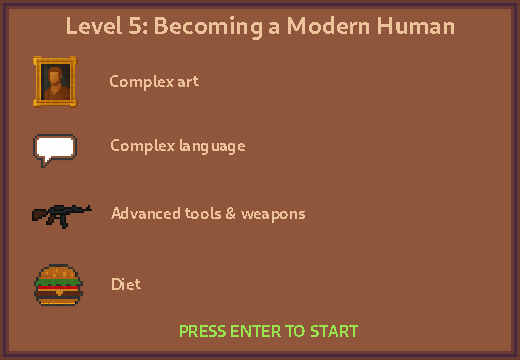 Level 5: Becoming a Modern Human
Complex art
Complex language
Advanced tools & weapons
Diet
PRESS ENTER TO START